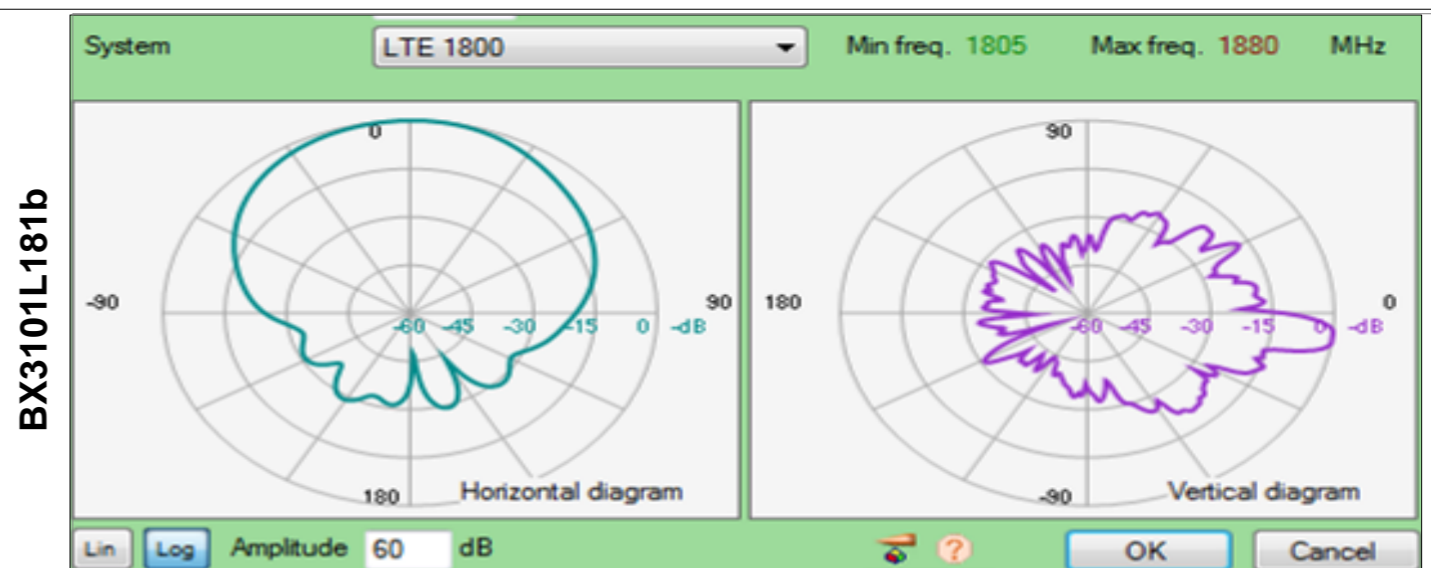 BX3101L181b
System LTE 1800 Min freq. 1805 Max freq. 1880 MHz
0
-90 90
-60 -45 -30 -15 0 -dB
180 Horizontal diagram
90
180 0
-60 -45 -30 -15 0 -dB
-90 Vertical diagram
Lin Log Amplitude 60 dB ? OK Cancel